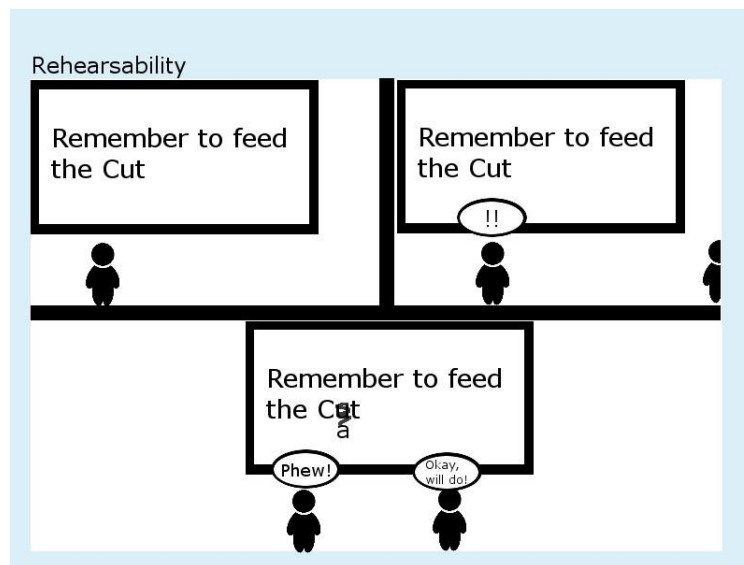 Rehearsability
Remember to feed
the Cut
Remember to feed
the Cut
!!
Remember to feed
the Cut
a
Phew!
Okay,
will do!